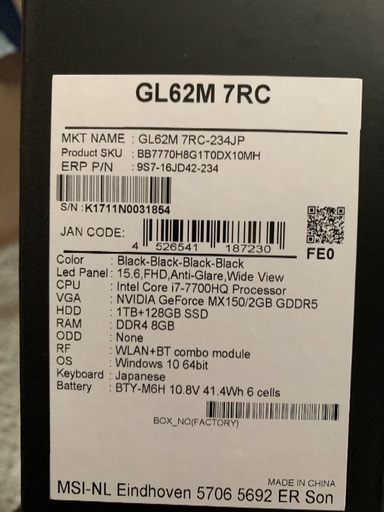 GL62M 7RC
MKT NAME : GL62M 7RC-234JP
Product SKU : BB7770H8G1T0DX10MH
ERP P/N : 9S7-16JD42-234
S/N :K1711N0031854
JAN CODE: 4 526541 187230
FE0
Color : Black-Black-Black-Black
Led Panel : 15.6,FHD,Anti-Glare,Wide View
CPU : Intel Core i7-7700HQ Processor
VGA : NVIDIA GeForce MX150/2GB GDDR5
HDD : 1TB+128GB SSD
RAM : DDR4 8GB
ODD : None
RF : WLAN+BT combo module
OS : Windows 10 64bit
Keyboard : Japanese
Battery : BTY-M6H 10.8V 41.4Wh 6 cells
BOX_NO(FACTORY)
MADE IN CHINA
MSI-NL Eindhoven 5706 5692 ER Son